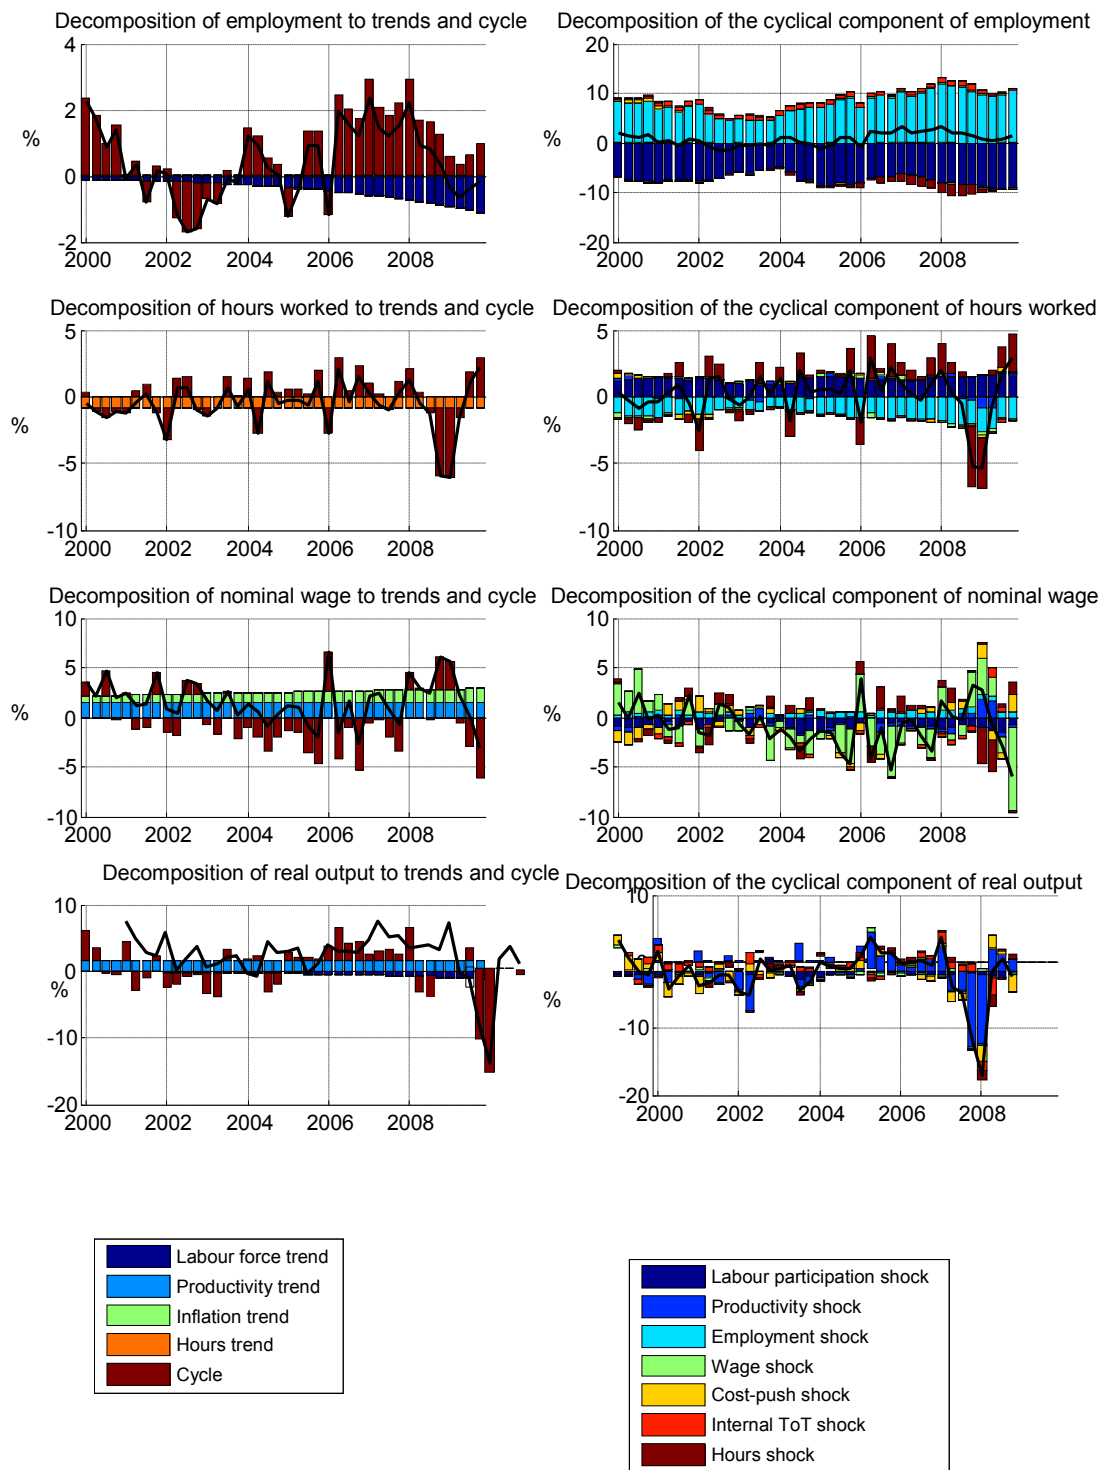 Decomposition of employment to trends and cycle
4
2
0
-2
%
2000 2002 2004 2006 2008
Decomposition of the cyclical component of employment
20
10
0
-10
-20
%
2000 2002 2004 2006 2008
Decomposition of hours worked to trends and cycle
5
0
-5
-10
%
2000 2002 2004 2006 2008
Decomposition of the cyclical component of hours worked
5
0
-5
-10
%
2000 2002 2004 2006 2008
Decomposition of nominal wage to trends and cycle
10
5
0
-5
-10
%
2000 2002 2004 2006 2008
Decomposition of the cyclical component of nominal wage
10
5
0
-5
-10
%
2000 2002 2004 2006 2008
Decomposition of real output to trends and cycle
10
0
-10
-20
%
2000 2002 2004 2006 2008
Decomposition of the cyclical component of real output
10
0
-10
-20
%
2000 2002 2004 2006 2008
Labour force trend
Productivity trend
Inflation trend
Hours trend
Cycle
Labour participation shock
Productivity shock
Employment shock
Wage shock
Cost-push shock
Internal ToT shock
Hours shock